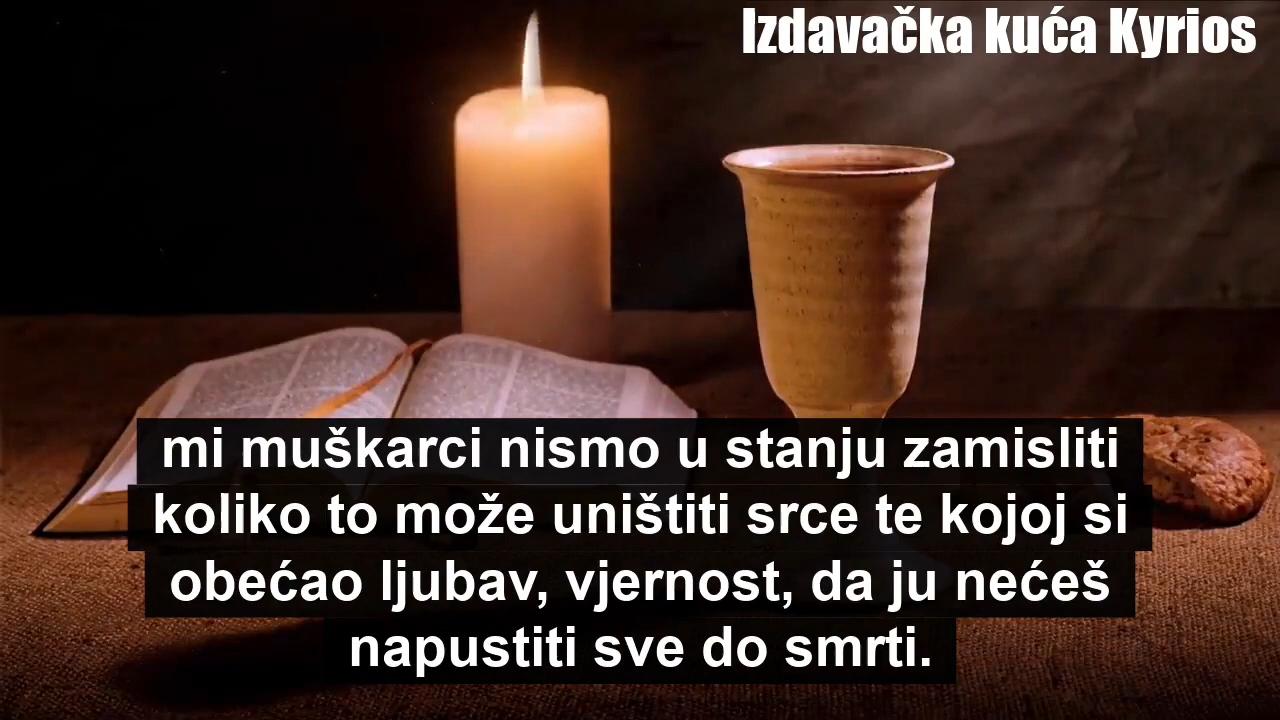 Izdavačka kuća Kyrios
mi muškarci nismo u stanju zamisliti
koliko to može uništiti srce te kojoj si
obećao ljubav, vjernost, da ju nećeš
napustiti sve do smrti.